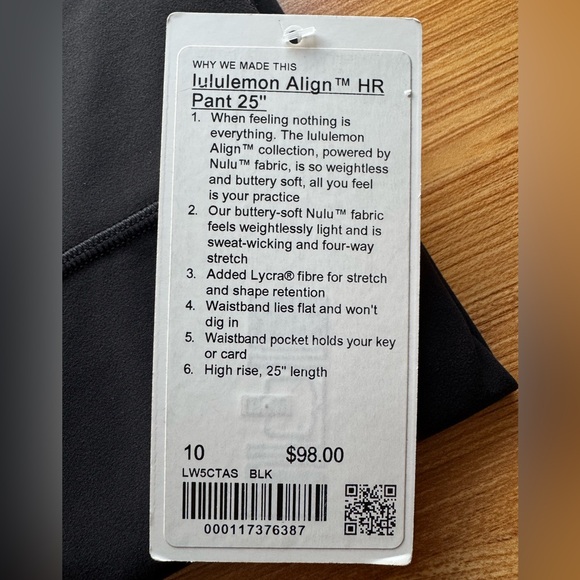 WHY WE MADE THIS
lululemon Align™ HR
Pant 25"
1. When feeling nothing is
everything. The lululemon
Align™ collection, powered by
Nulu™ fabric, is so weightless
and buttery soft, all you feel
is your practice
2. Our buttery-soft Nulu™ fabric
feels weightlessly light and is
sweat-wicking and four-way
stretch
3. Added Lycra® fibre for stretch
and shape retention
4. Waistband lies flat and won't
dig in
5. Waistband pocket holds your key
or card
6. High rise, 25" length
10 $98.00
LW5CTAS BLK
000117376387